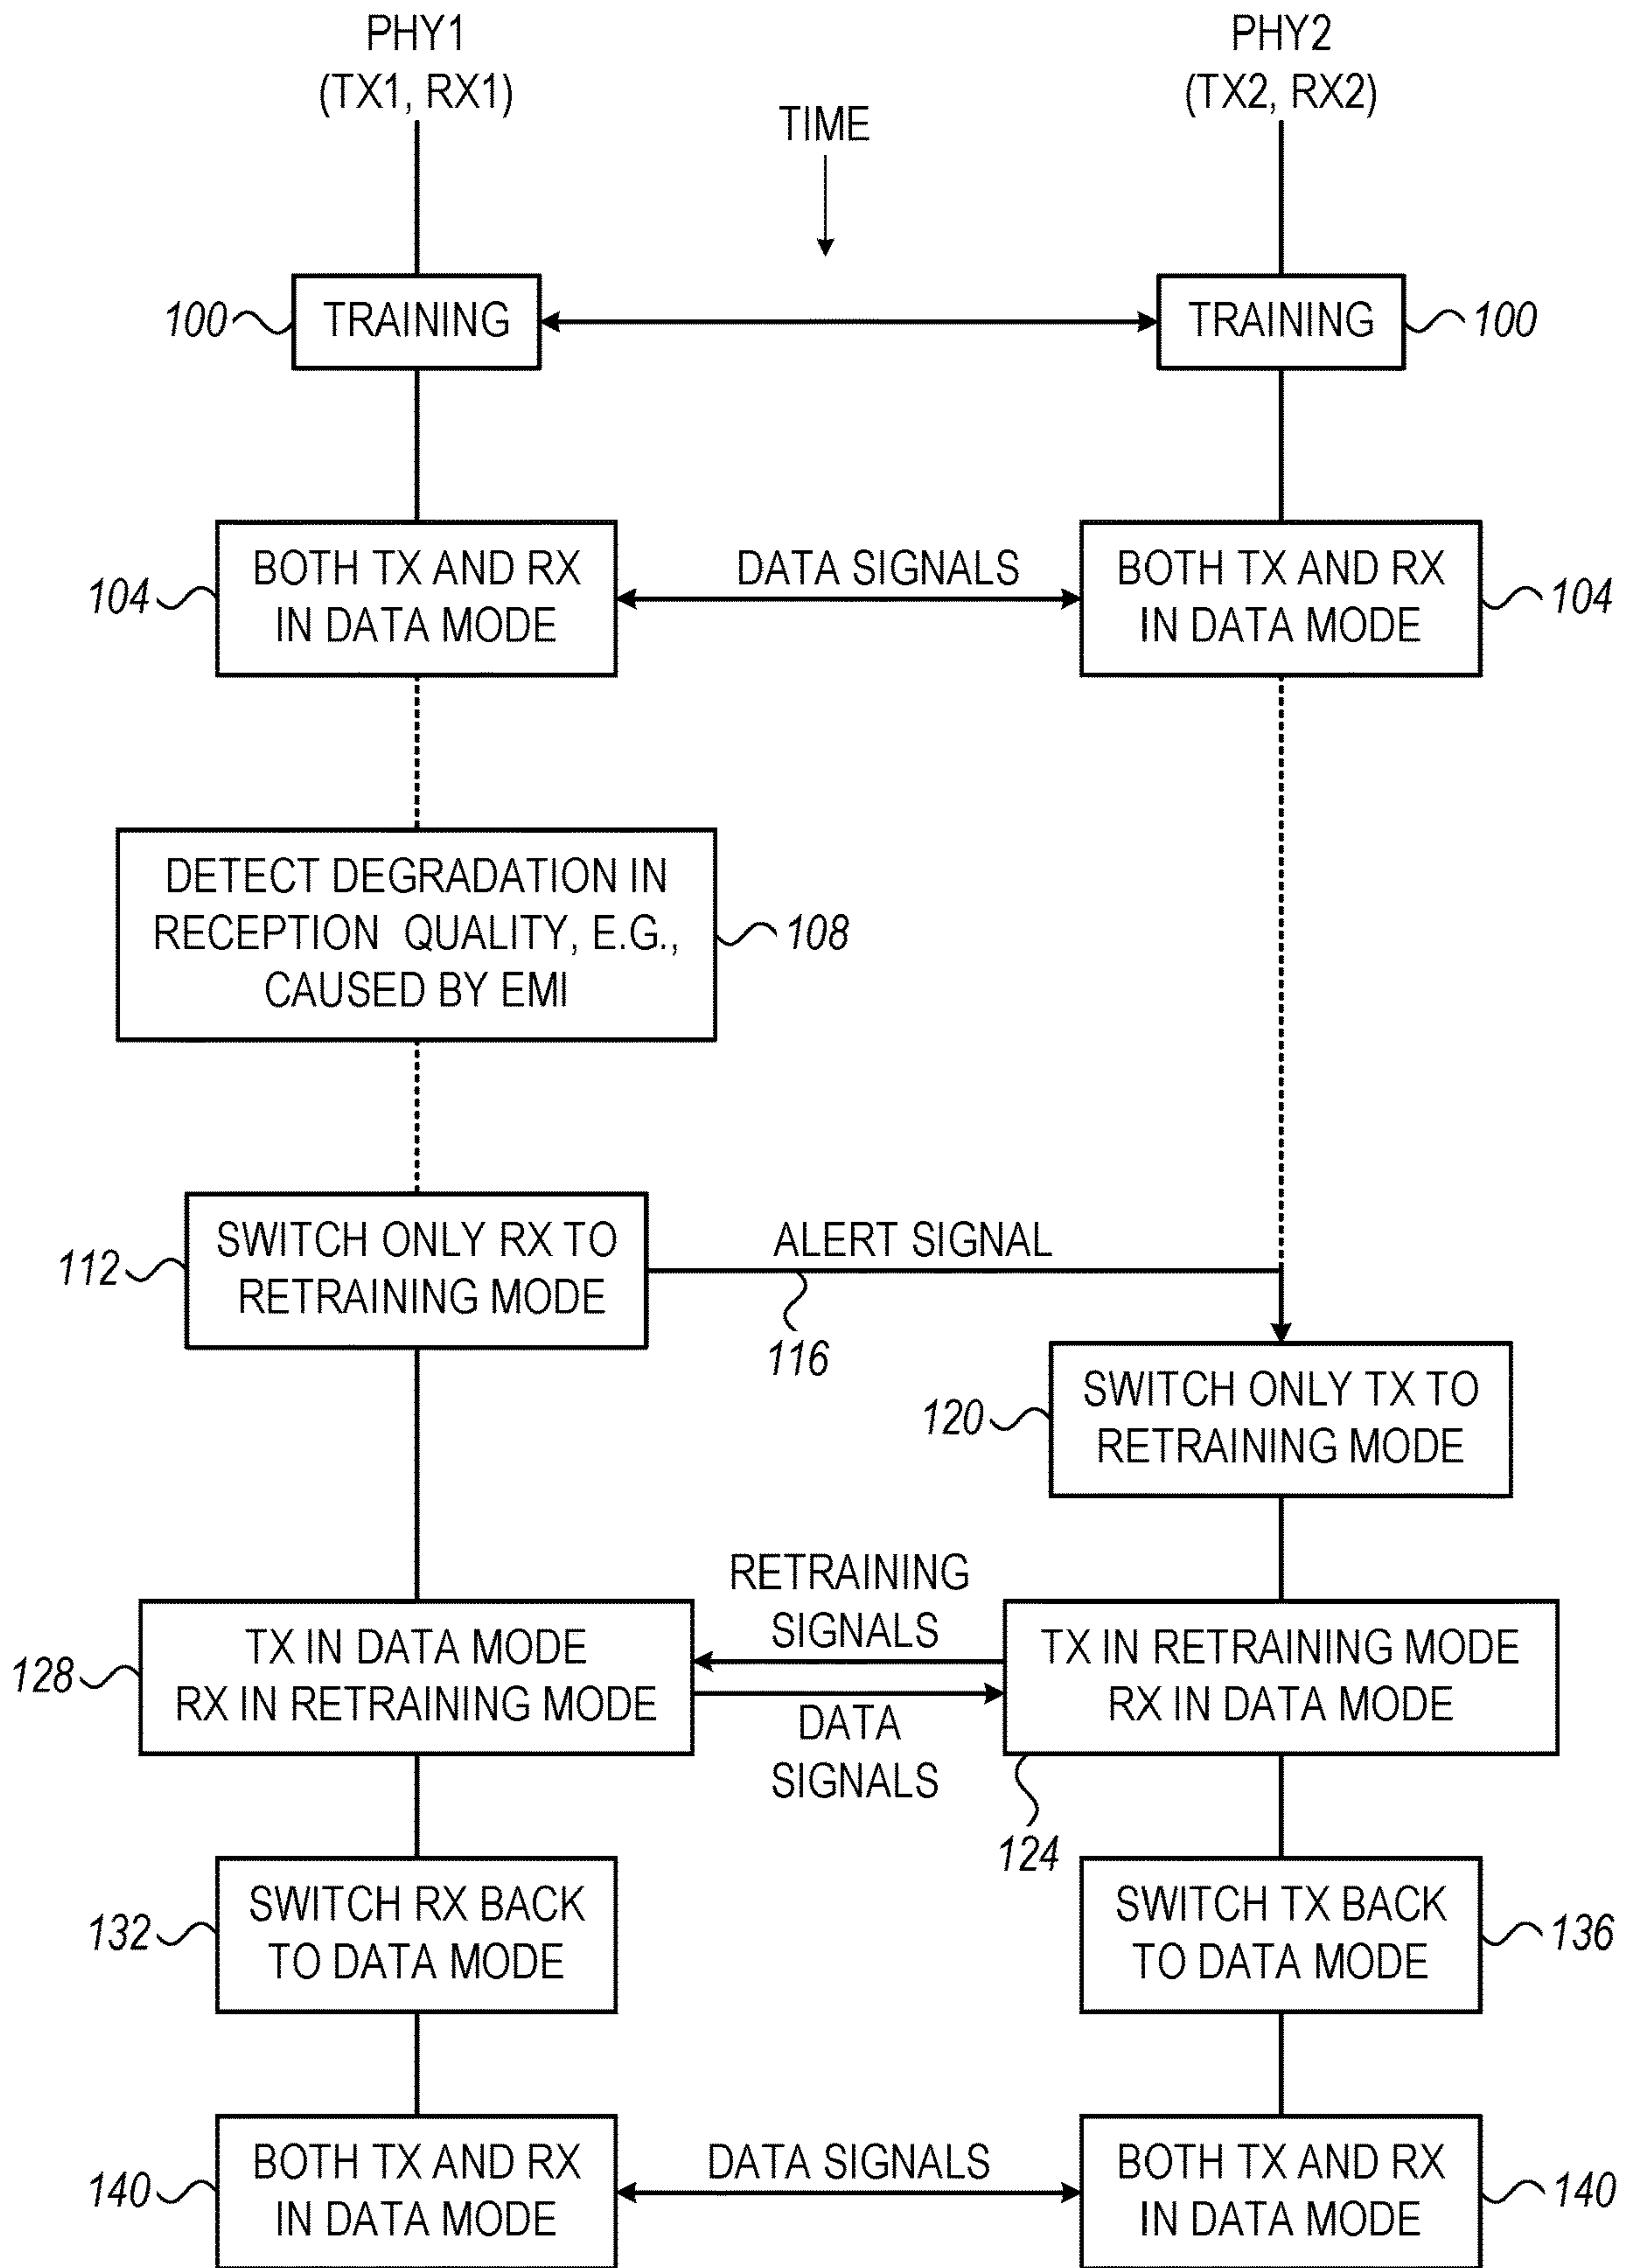 PHY1
(TX1, RX1)
PHY2
(TX2, RX2)
TIME
100
TRAINING
TRAINING
100
104
BOTH TX AND RX
IN DATA MODE
DATA SIGNALS
BOTH TX AND RX
IN DATA MODE
104
DETECT DEGRADATION IN
RECEPTION QUALITY, E.G.,
CAUSED BY EMI
108
112
SWITCH ONLY RX TO
RETRAINING MODE
ALERT SIGNAL
116
120
SWITCH ONLY TX TO
RETRAINING MODE
128
TX IN DATA MODE
RX IN RETRAINING MODE
RETRAINING
SIGNALS
DATA
SIGNALS
TX IN RETRAINING MODE
RX IN DATA MODE
124
132
SWITCH RX BACK
TO DATA MODE
SWITCH TX BACK
TO DATA MODE
136
140
BOTH TX AND RX
IN DATA MODE
DATA SIGNALS
BOTH TX AND RX
IN DATA MODE
140